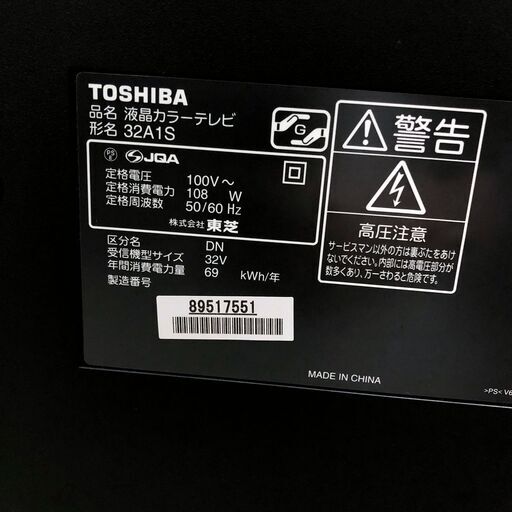 TOSHIBA
品名 液晶カラーテレビ
形名 32A1S
G
PS E JQA
定格電圧 100V～
定格消費電力 108 W
定格周波数 50/60 Hz
株式会社 東芝
区分名 DN
受信機型サイズ 32V
年間消費電力量 69 kWh/年
製造番号
89517551
警告
高圧注意
サービスマン以外の方は裏ぶたをあけ
ないでください。内部には高電圧部分が
数多くあり、万一さわると危険です。
MADE IN CHINA
>PS< V6